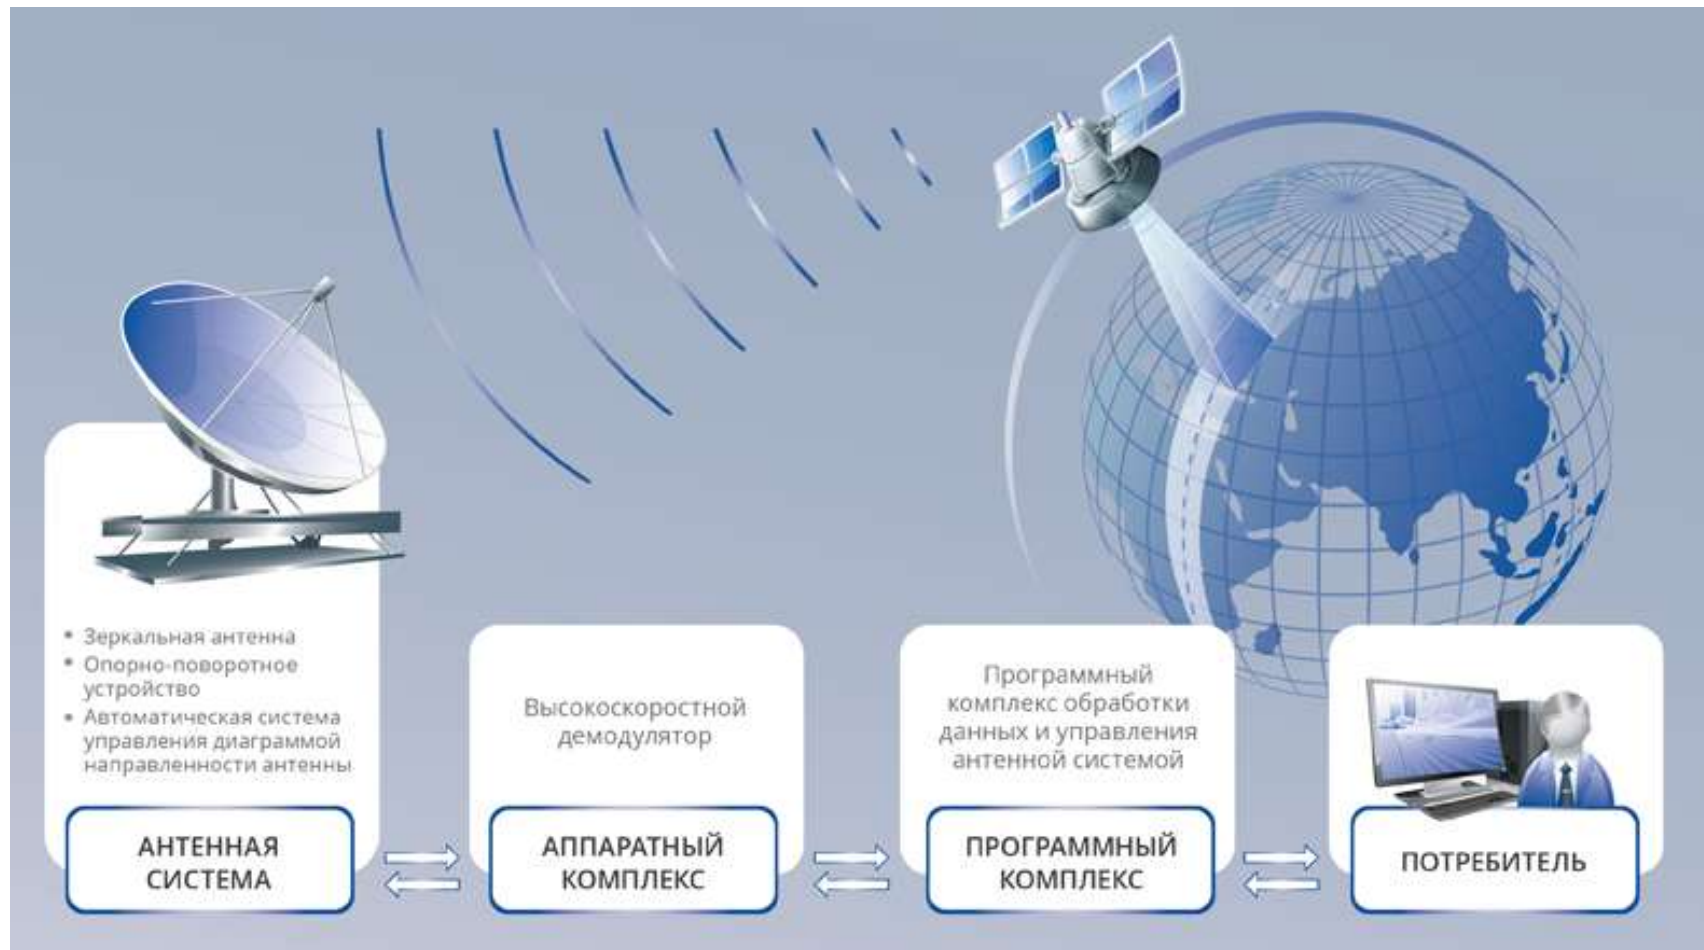 • Зеркальная антенна
• Опорно-поворотное
устройство
• Автоматическая система
управления диаграммой
направленности антенны
АНТЕННАЯ
СИСТЕМА
Высокоскоростной
демодулятор
АППАРАТНЫЙ
КОМПЛЕКС
Программный
комплекс обработки
данных и управления
антенной системой
ПРОГРАММНЫЙ
КОМПЛЕКС
ПОТРЕБИТЕЛЬ